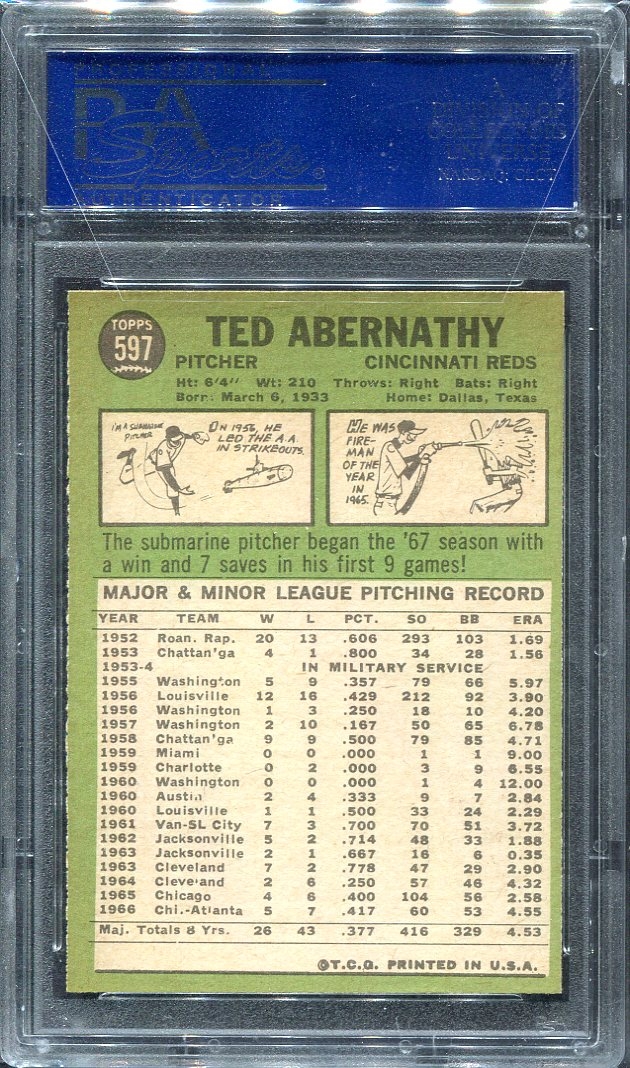 PROFESSIONAL
PSA
Sports®
AUTHENTICATOR
A
DIVISION OF
COLLECTORS
UNIVERSE
NASDAQ: CLCT
TOPPS
597
TED ABERNATHY
PITCHER CINCINNATI REDS
Ht: 6'4" Wt: 210 Throws: Right Bats: Right
Born: March 6, 1933 Home: Dallas, Texas
I'M A SUBMARINE
PITCHER
IN 1956, HE
LED THE A.A.
IN STRIKEOUTS.
HE WAS
FIRE-
MAN
OF THE
YEAR
IN
1965.
The submarine pitcher began the '67 season with
a win and 7 saves in his first 9 games!
MAJOR & MINOR LEAGUE PITCHING RECORD
YEAR TEAM W L PCT. SO BB ERA
1952 Roan. Rap. 20 13 .606 293 103 1.69
1953 Chattan'ga 4 1 .800 34 28 1.56
1953-4 IN MILITARY SERVICE
1955 Washington 5 9 .357 79 66 5.97
1956 Louisville 12 16 .429 212 92 3.90
1956 Washington 1 3 .250 18 10 4.20
1957 Washington 2 10 .167 50 65 6.78
1958 Chattan'ga 9 9 .500 79 85 4.71
1959 Miami 0 0 .000 1 1 9.00
1959 Charlotte 0 2 .000 3 9 6.55
1960 Washington 0 0 .000 1 4 12.00
1960 Austin 2 4 .333 9 7 2.84
1960 Louisville 1 1 .500 33 24 2.29
1961 Van-SL City 7 3 .700 70 51 3.72
1962 Jacksonville 5 2 .714 48 33 1.88
1963 Jacksonville 2 1 .667 16 6 0.35
1963 Cleveland 7 2 .778 47 29 2.90
1964 Cleveland 2 6 .250 57 46 4.32
1965 Chicago 4 6 .400 104 56 2.58
1966 Chi.-Atlanta 5 7 .417 60 53 4.55
Maj. Totals 8 Yrs. 26 43 .377 416 329 4.53
©T.C.G. PRINTED IN U.S.A.